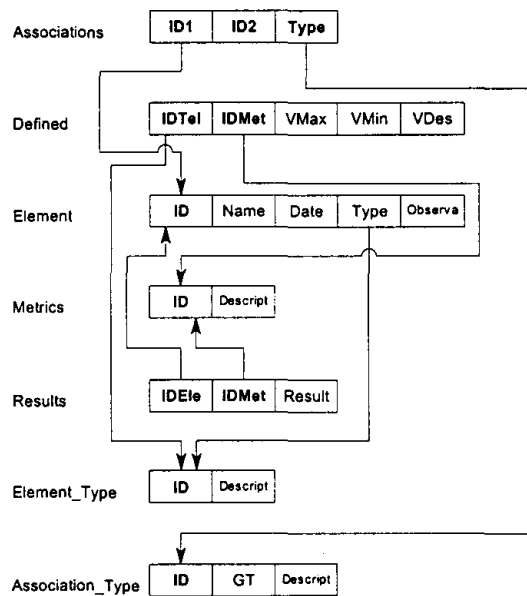 Associations ID1 ID2 Type
Defined IDTel IDMet VMax VMin VDes
Element ID Name Date Type Observa
Metrics ID Descript
Results IDEle IDMet Result
Element_Type ID Descript
Association_Type ID GT Descript